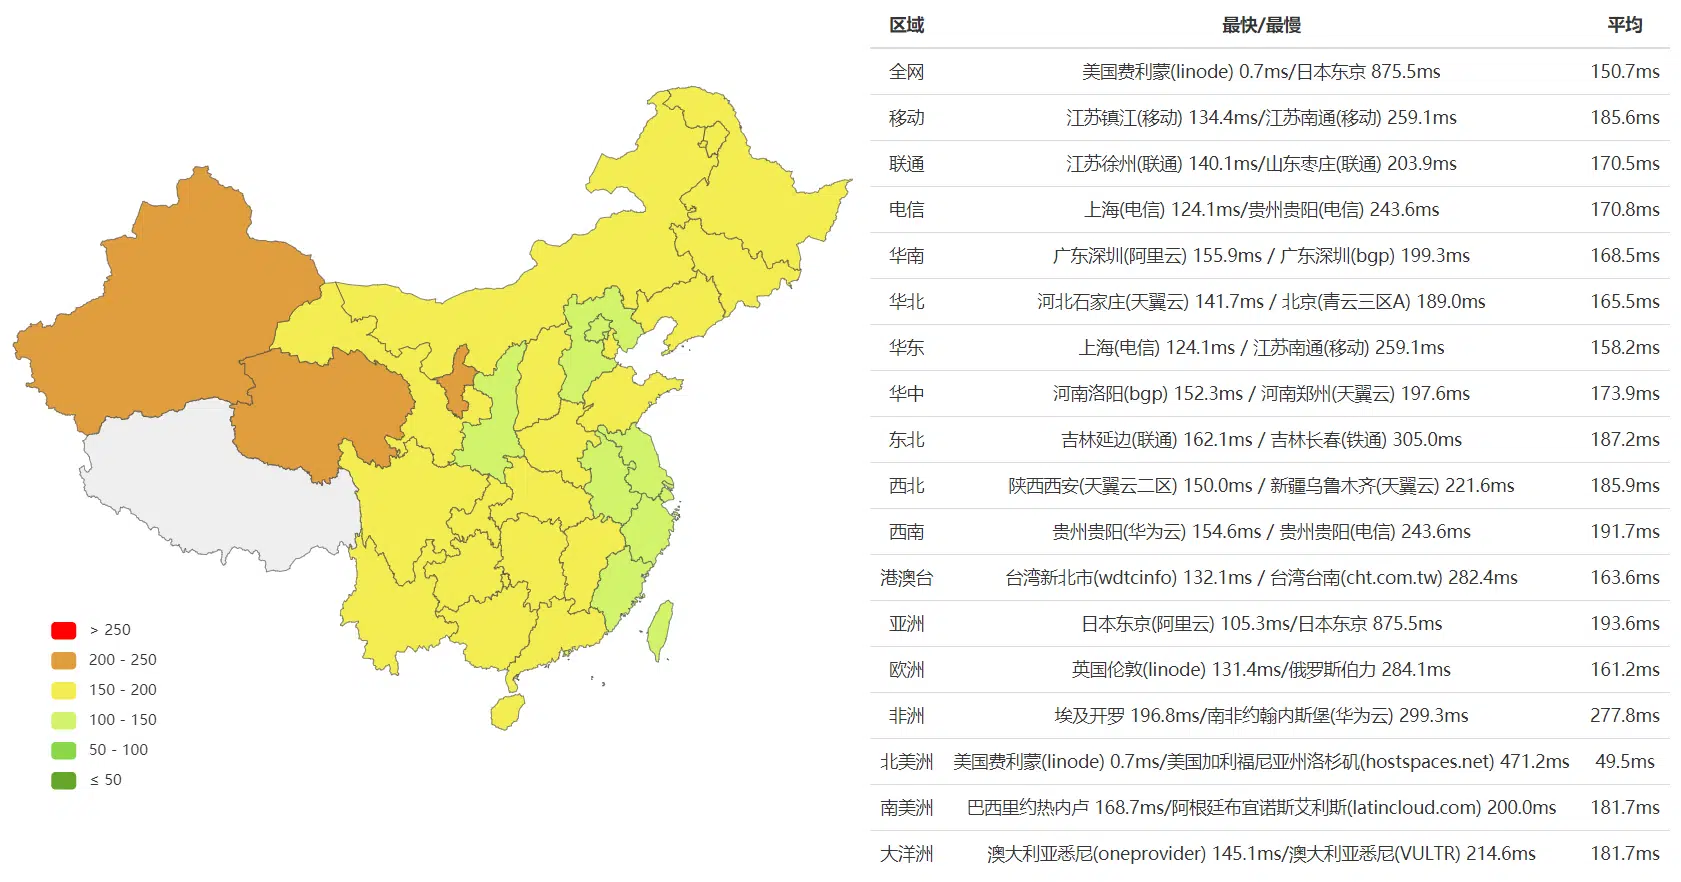 区域 最快/最慢 平均
全网 美国费利蒙(linode) 0.7ms/日本东京 875.5ms 150.7ms
移动 江苏镇江(移动) 134.4ms/江苏南通(移动) 259.1ms 185.6ms
联通 江苏徐州(联通) 140.1ms/山东枣庄(联通) 203.9ms 170.5ms
电信 上海(电信) 124.1ms/贵州贵阳(电信) 243.6ms 170.8ms
华南 广东深圳(阿里云) 155.9ms / 广东深圳(bgp) 199.3ms 168.5ms
华北 河北石家庄(天翼云) 141.7ms / 北京(青云三区A) 189.0ms 165.5ms
华东 上海(电信) 124.1ms / 江苏南通(移动) 259.1ms 158.2ms
华中 河南洛阳(bgp) 152.3ms / 河南郑州(天翼云) 197.6ms 173.9ms
东北 吉林延边(联通) 162.1ms / 吉林长春(铁通) 305.0ms 187.2ms
西北 陕西西安(天翼云二区) 150.0ms / 新疆乌鲁木齐(天翼云) 221.6ms 185.9ms
西南 贵州贵阳(华为云) 154.6ms / 贵州贵阳(电信) 243.6ms 191.7ms
港澳台 台湾新北市(wdtcinfo) 132.1ms / 台湾台南(cht.com.tw) 282.4ms 163.6ms
亚洲 日本东京(阿里云) 105.3ms/日本东京 875.5ms 193.6ms
欧洲 英国伦敦(linode) 131.4ms/俄罗斯伯力 284.1ms 161.2ms
非洲 埃及开罗 196.8ms/南非约翰内斯堡(华为云) 299.3ms 277.8ms
北美洲 美国费利蒙(linode) 0.7ms/美国加利福尼亚州洛杉矶(hostspaces.net) 471.2ms 49.5ms
南美洲 巴西里约热内卢 168.7ms/阿根廷布宜诺斯艾利斯(latincloud.com) 200.0ms 181.7ms
大洋洲 澳大利亚悉尼(oneprovider) 145.1ms/澳大利亚悉尼(VULTR) 214.6ms 181.7ms
> 250
200 - 250
150 - 200
100 - 150
50 - 100
≤ 50